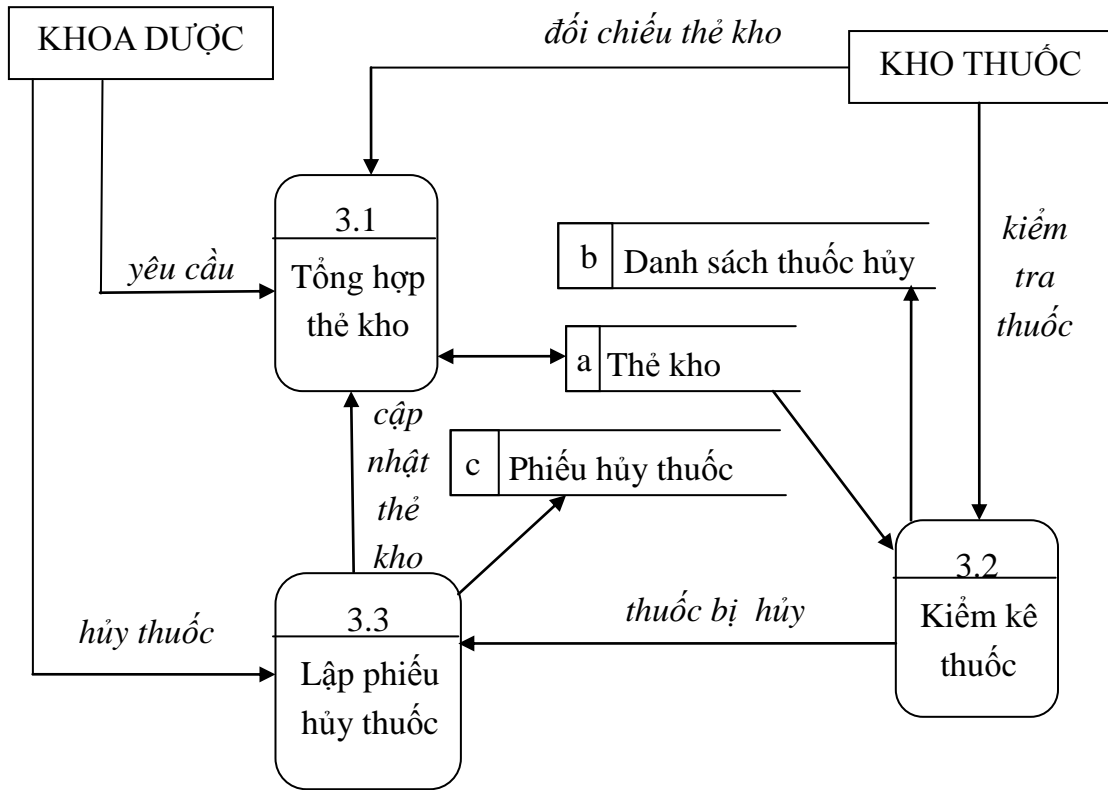 KHOA DƯỢC
đối chiếu thẻ kho
KHO THUỐC
3.1
Tổng hợp
thẻ kho
yêu cầu
b Danh sách thuốc hủy
kiểm
tra
thuốc
a Thẻ kho
cập
nhật
thẻ
kho
c Phiếu hủy thuốc
3.2
Kiểm kê
thuốc
thuốc bị hủy
hủy thuốc
3.3
Lập phiếu
hủy thuốc